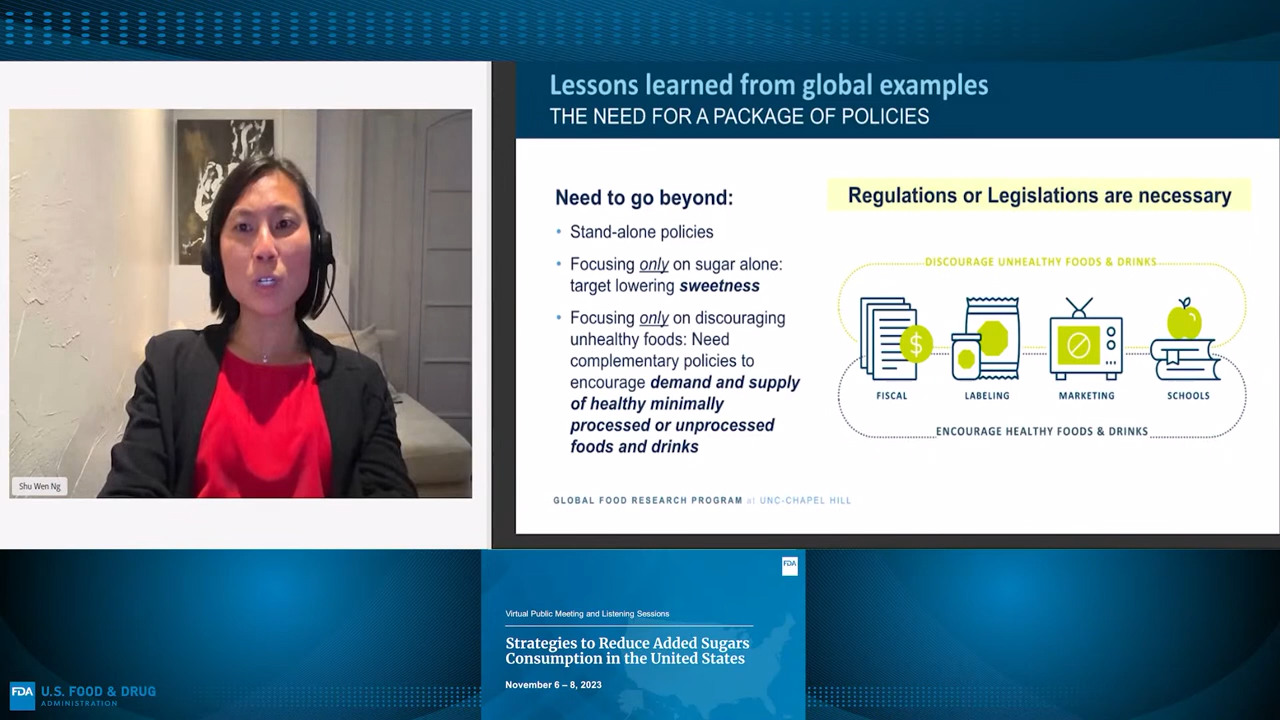 Lessons learned from global examples
THE NEED FOR A PACKAGE OF POLICIES
Need to go beyond:
• Stand-alone policies
• Focusing only on sugar alone:
target lowering sweetness
• Focusing only on discouraging
unhealthy foods: Need
complementary policies to
encourage demand and supply
of healthy minimally
processed or unprocessed
foods and drinks
Regulations or Legislations are necessary
DISCOURAGE UNHEALTHY FOODS & DRINKS
$
FISCAL
LABELING
MARKETING
SCHOOLS
ENCOURAGE HEALTHY FOODS & DRINKS
GLOBAL FOOD RESEARCH PROGRAM at UNC-CHAPEL HILL
Shu Wen Ng
FDA
Virtual Public Meeting and Listening Sessions
Strategies to Reduce Added Sugars
Consumption in the United States
November 6 – 8, 2023
FDA U.S. FOOD & DRUG
ADMINISTRATION